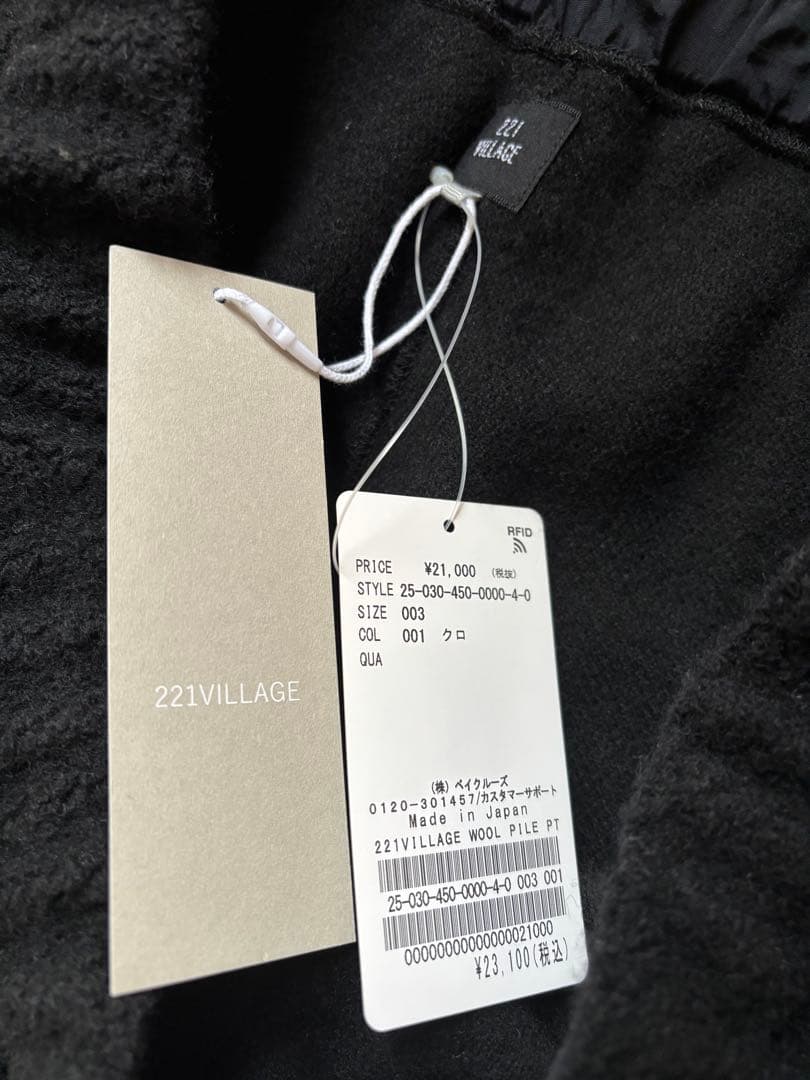 221
VILLAGE
221VILLAGE
RFID
PRICE ¥21,000 (税抜)
STYLE 25-030-450-0000-4-0
SIZE 003
COL 001 クロ
QUA
(株) ベイクルーズ
0120-301457/カスタマーサポート
Made in Japan
221VILLAGE WOOL PILE PT
25-030-450-0000-4-0 003 001
00000000000000021000
¥23,100(税込)